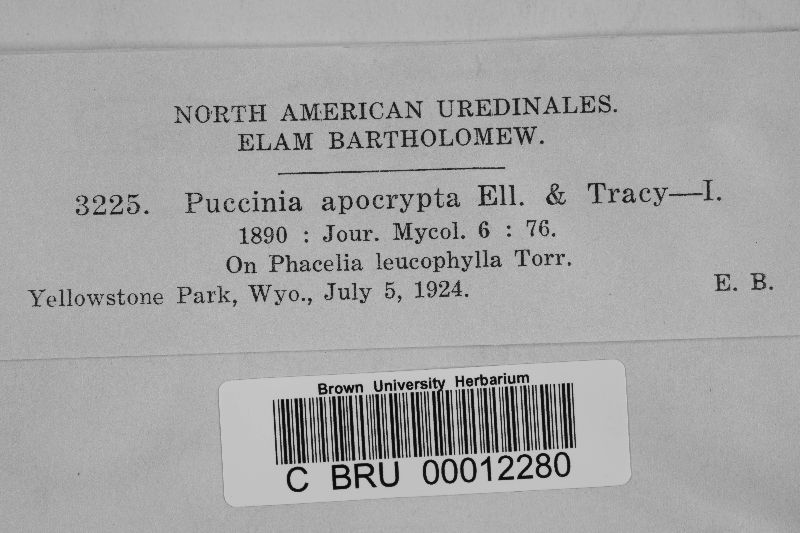 NORTH AMERICAN UREDINALES.
ELAM BARTHOLOMEW.
3225. Puccinia apocrypta Ell. & Tracy—I.
1890 : Jour. Mycol. 6 : 76.
On Phacelia leucophylla Torr.
Yellowstone Park, Wyo., July 5, 1924. E. B.
Brown University Herbarium
C BRU 00012280